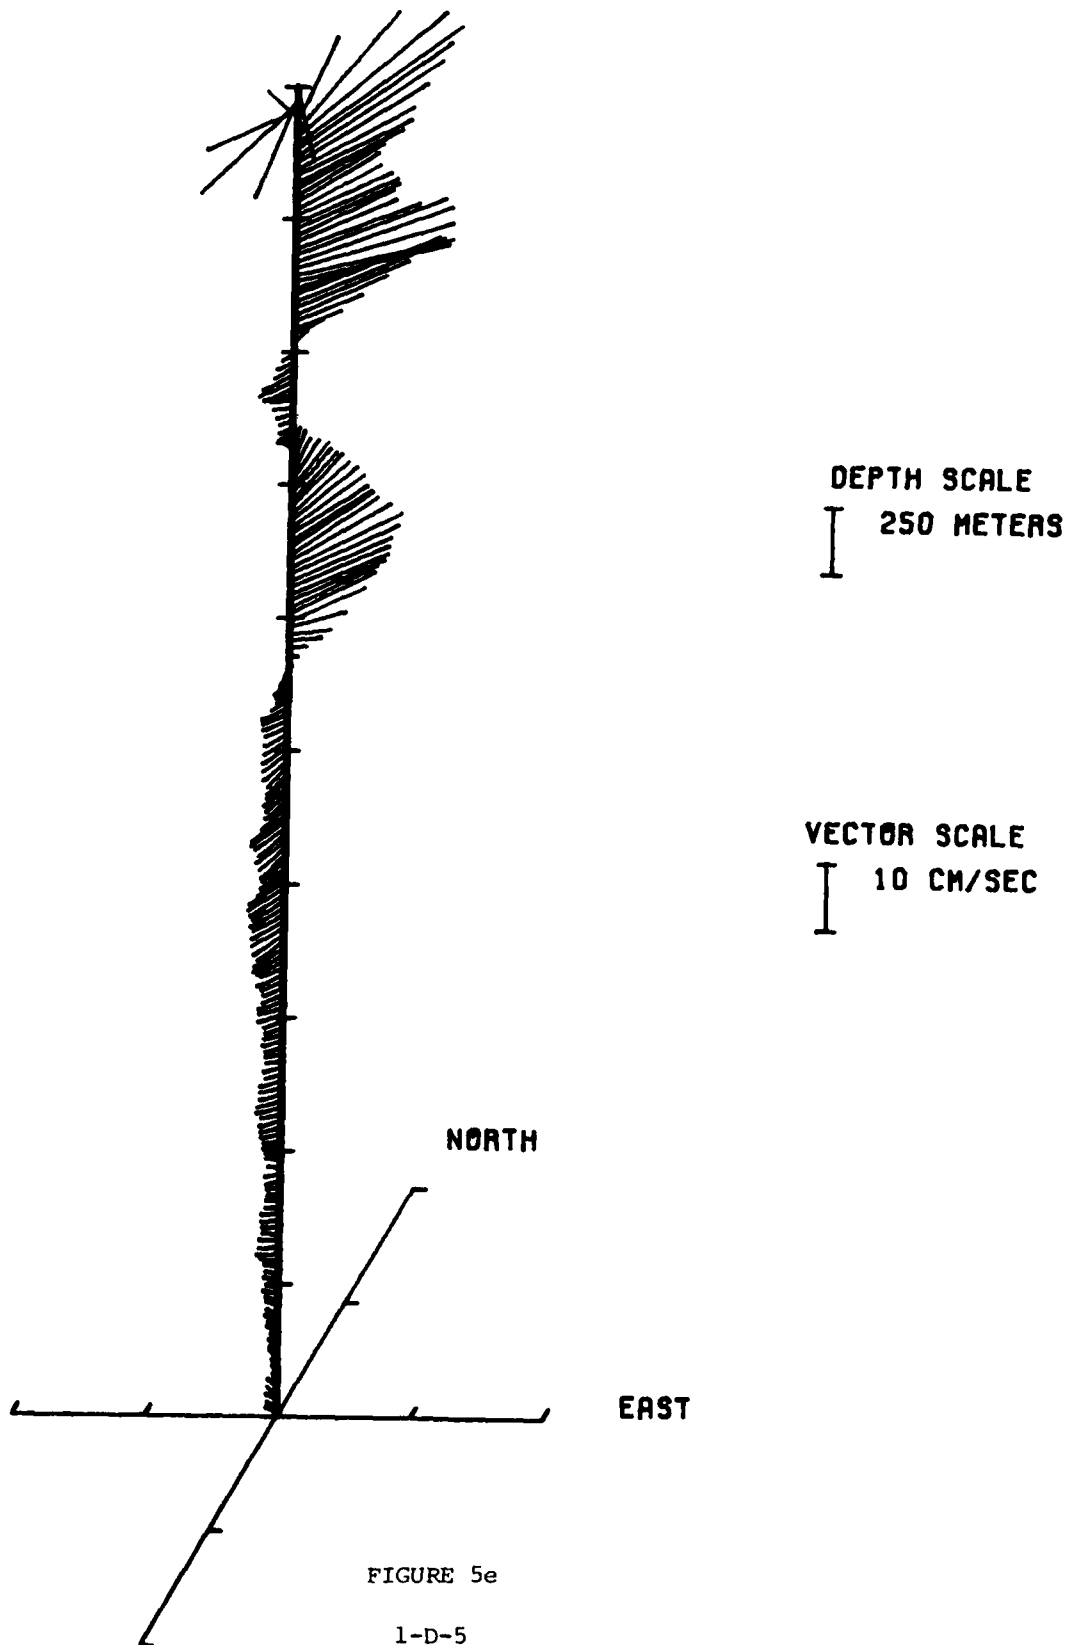 DEPTH SCALE
250 METERS
VECTOR SCALE
10 CM/SEC
NORTH
EAST
FIGURE 5e
1-D-5